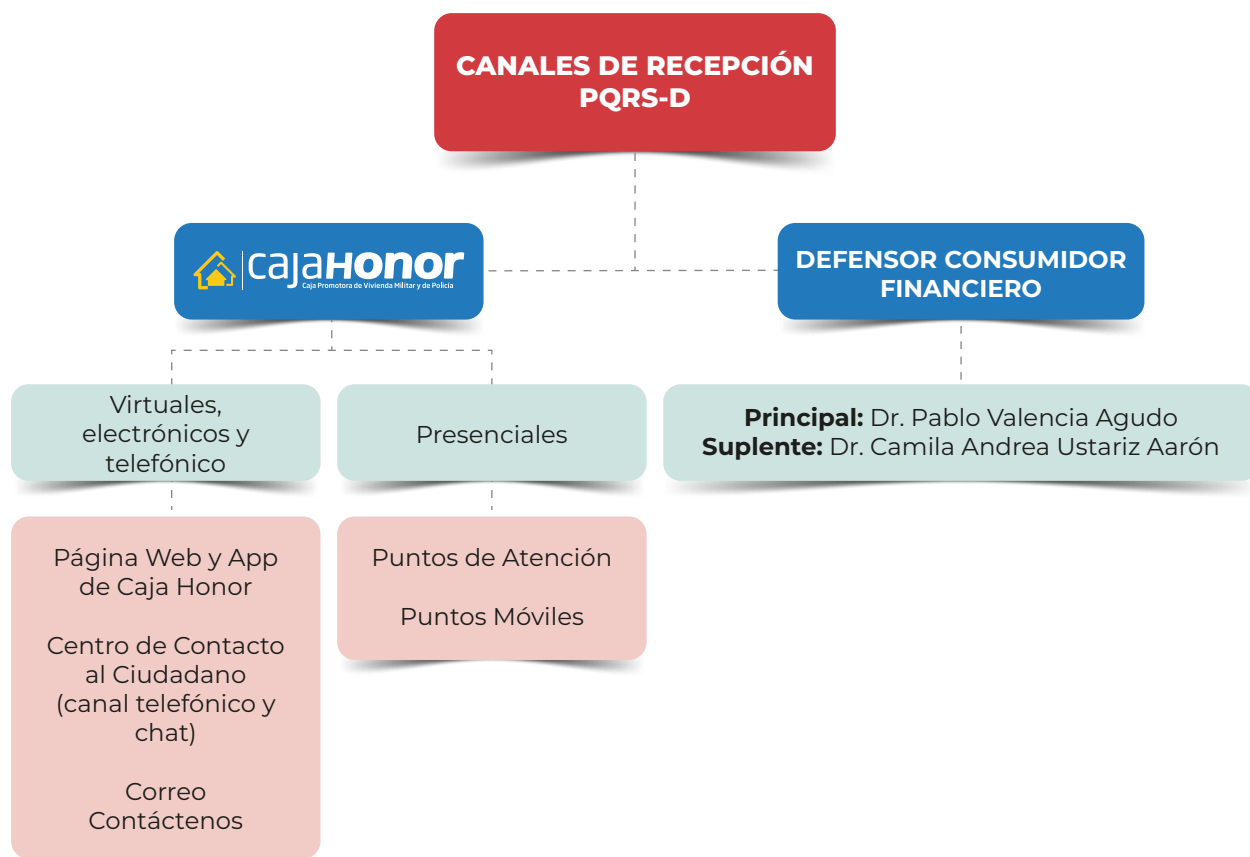 CANALES DE RECEPCIÓN
PQRS-D
cajaHonor
Caja Promotora de Vivienda Militar y de Policía
DEFENSOR CONSUMIDOR
FINANCIERO
Virtuales,
electrónicos y
telefónico
Presenciales
Principal: Dr. Pablo Valencia Agudo
Suplente: Dr. Camila Andrea Ustariz Aarón
Página Web y App
de Caja Honor
Centro de Contacto
al Ciudadano
(canal telefónico y
chat)
Correo
Contáctenos
Puntos de Atención
Puntos Móviles